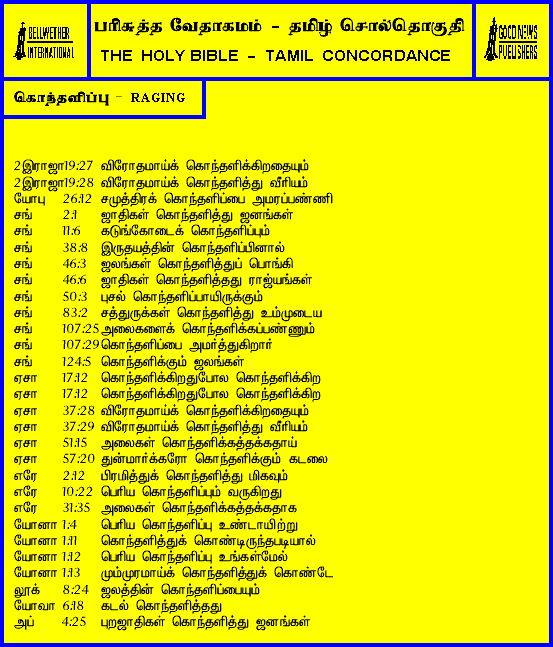 BELLWETHER
INTERNATIONAL
பரிசுத்த வேதாகமம் - தமிழ் சொல்தொகுதி
THE HOLY BIBLE - TAMIL CONCORDANCE
GOOD NEWS
PUBLISHERS
கொந்தளிப்பு - RAGING
2இராஜா19:27 விரோதமாய்க் கொந்தளிக்கிறதையும்
2இராஜா19:28 விரோதமாய்க் கொந்தளித்து வீரியம்
யோபு 26:12 சமுத்திரக் கொந்தளிப்பை அமரப்பண்ணி
சங் 2:1 ஜாதிகள் கொந்தளித்து ஜனங்கள்
சங் 11:6 கடுங்கோடைக் கொந்தளிப்பும்
சங் 38:8 இருதயத்தின் கொந்தளிப்பினால்
சங் 46:3 ஜலங்கள் கொந்தளித்துப் பொங்கி
சங் 46:6 ஜாதிகள் கொந்தளித்தது ராஜ்யங்கள்
சங் 50:3 புசல் கொந்தளிப்பாயிருக்கும்
சங் 83:2 சத்துருக்கள் கொந்தளித்து உம்முடைய
சங் 107:25 அலைகளைக் கொந்தளிக்கப்பண்ணும்
சங் 107:29 கொந்தளிப்பை அமர்த்துகிறார்
சங் 124:5 கொந்தளிக்கும் ஜலங்கள்
ஏசா 17:12 கொந்தளிக்கிறதுபோல கொந்தளிக்கிற
ஏசா 17:12 கொந்தளிக்கிறதுபோல கொந்தளிக்கிற
ஏசா 37:28 விரோதமாய்க் கொந்தளிக்கிறதையும்
ஏசா 37:29 விரோதமாய்க் கொந்தளித்து வீரியம்
ஏசா 51:15 அலைகள் கொந்தளிக்கத்தக்கதாய்
ஏசா 57:20 துன்மார்க்கரோ கொந்தளிக்கும் கடலை
எரே 2:12 பிரமித்துக் கொந்தளித்து மிகவும்
எரே 10:22 பெரிய கொந்தளிப்பும் வருகிறது
எரே 31:35 அலைகள் கொந்தளிக்கத்தக்கதாக
யோனா 1:4 பெரிய கொந்தளிப்பு உண்டாயிற்று
யோனா 1:11 கொந்தளித்துக் கொண்டிருந்தபடியால்
யோனா 1:12 பெரிய கொந்தளிப்பு உங்கள்மேல்
யோனா 1:13 மும்முரமாய்க் கொந்தளித்துக் கொண்டே
லூக் 8:24 ஜலத்தின் கொந்தளிப்பையும்
யோவா 6:18 கடல் கொந்தளித்தது
அப் 4:25 புறஜாதிகள் கொந்தளித்து ஜனங்கள்